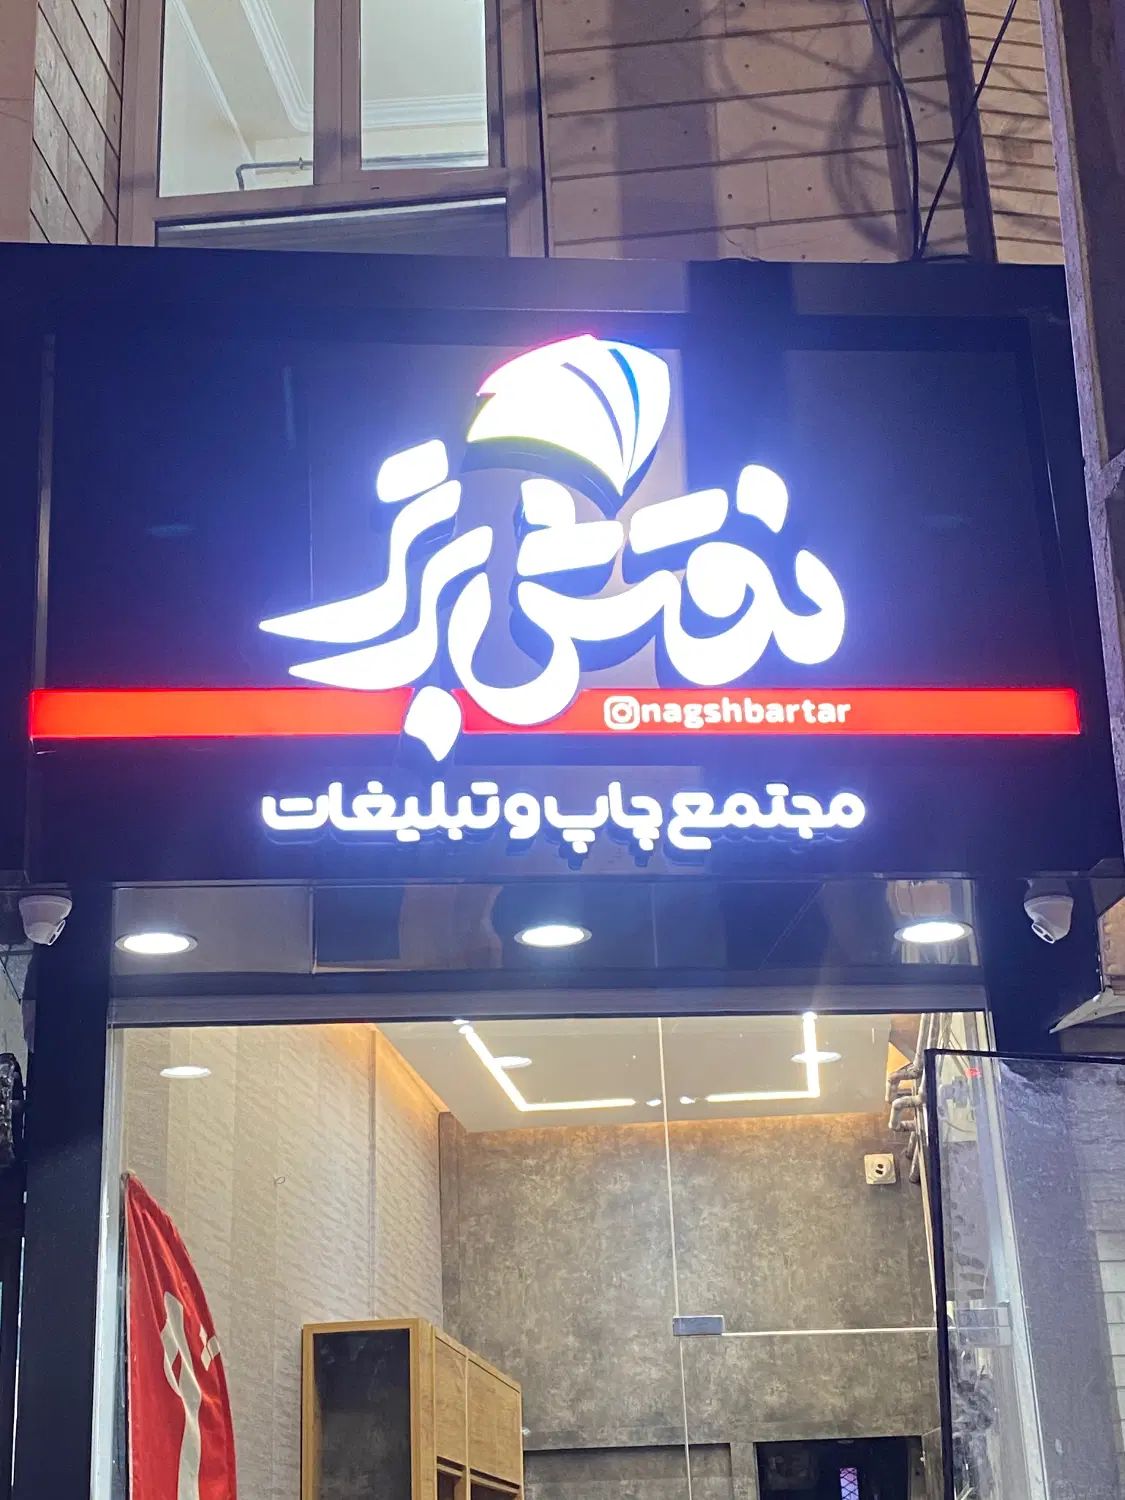 نقش برتر
nagshbartar
مجتمع چاپ و تبلیغات